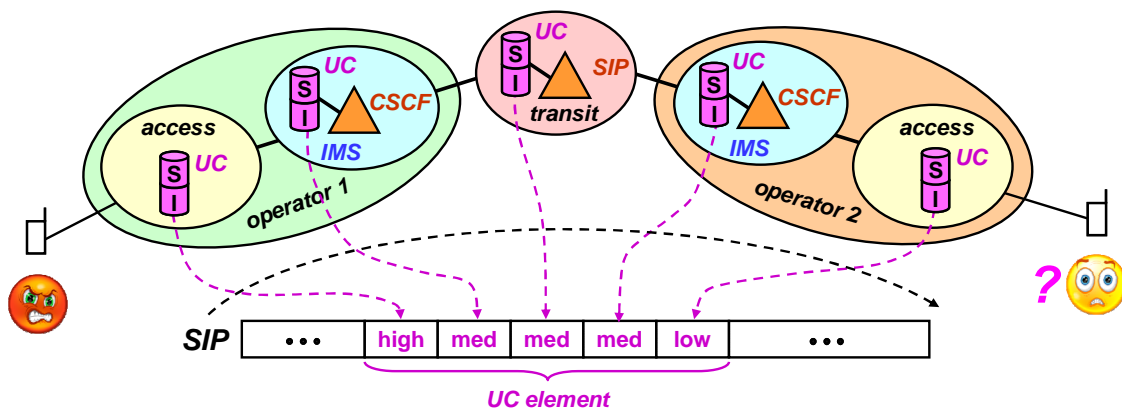 UC
S
I
SIP
transit
UC
S
I
CSCF
IMS
access
UC
S
I
operator 1
UC
S
I
CSCF
IMS
access
UC
S
I
operator 2
?
SIP
••• high med med med low •••
UC element